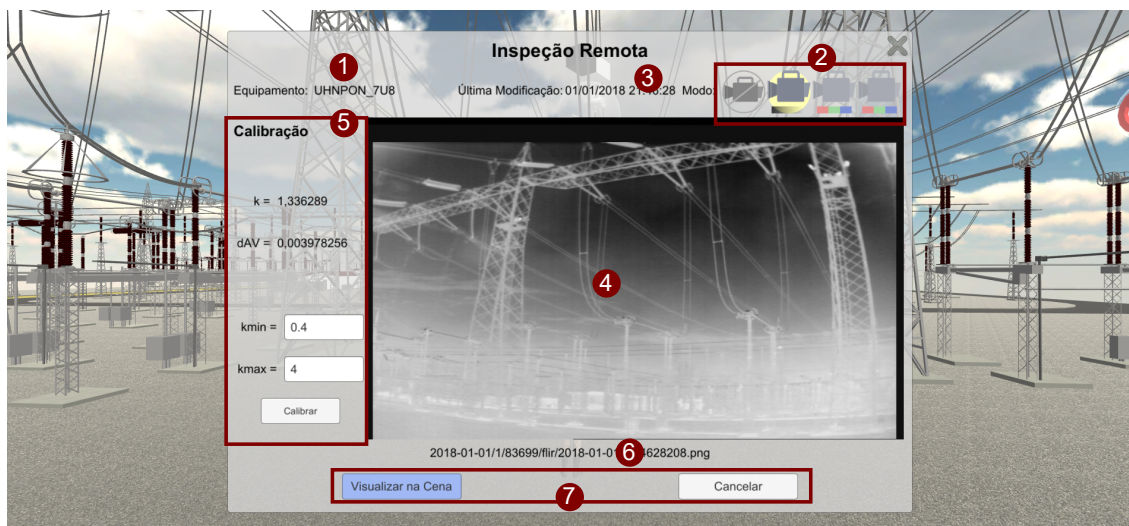 Inspeção Remota
1
2
3
Equipamento: UHNPON_7U8 Última Modificação: 01/01/2018 21: :28 Modo:
5
Calibração
k = 1,336289
dAV = 0,003978256
4
kmin = 0.4
kmax = 4
Calibrar
2018-01-01/1/83699/flir/2018-01-01 4628208.png
6
Visualizar na Cena Cancelar
7